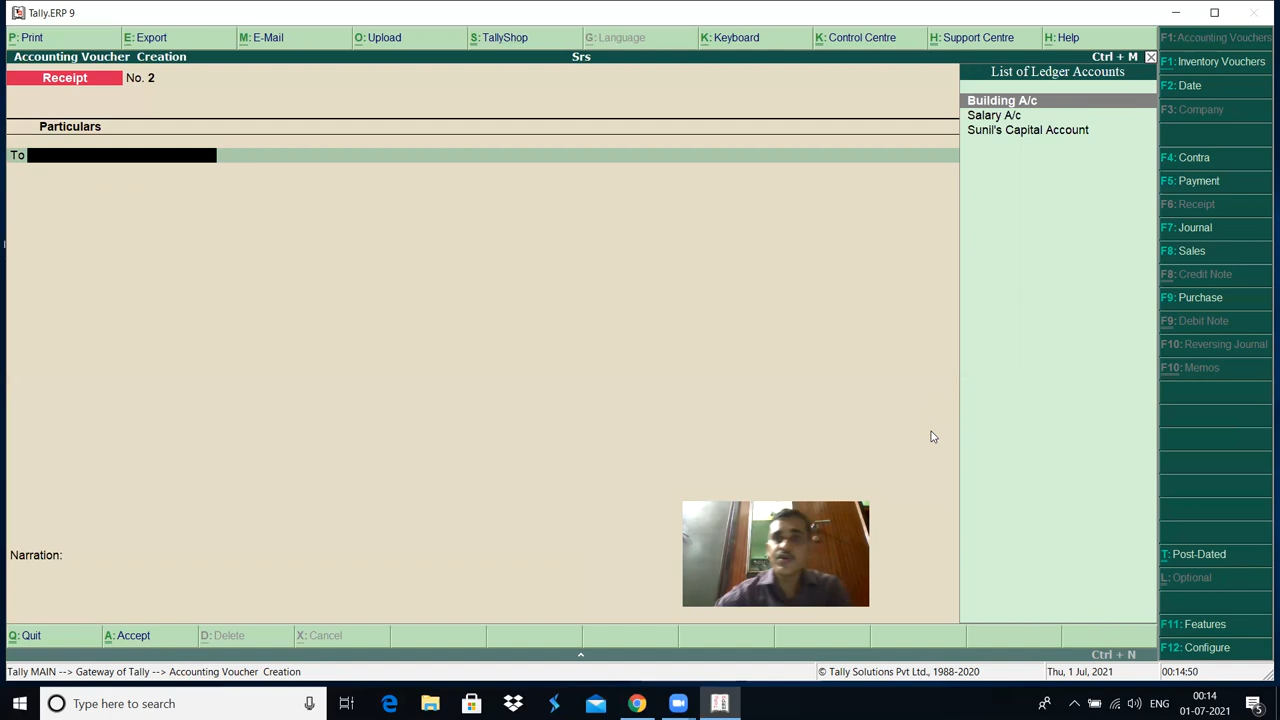 Tally.ERP 9
P: Print
E: Export
M: E-Mail
O: Upload
S: TallyShop
G: Language
K: Keyboard
K: Control Centre
H: Support Centre
H: Help
Accounting Voucher Creation
Srs
Ctrl + M
Receipt No. 2
Particulars
To
Narration:
List of Ledger Accounts
Building A/c
Salary A/c
Sunil's Capital Account
F1: Accounting Vouchers
F1: Inventory Vouchers
F2: Date
F3: Company
F4: Contra
F5: Payment
F6: Receipt
F7: Journal
F8: Sales
F8: Credit Note
F9: Purchase
F9: Debit Note
F10: Reversing Journal
F10: Memos
T: Post-Dated
L: Optional
F11: Features
F12: Configure
Q: Quit
A: Accept
D: Delete
X: Cancel
Ctrl + N
Tally MAIN --> Gateway of Tally --> Accounting Voucher Creation
© Tally Solutions Pvt Ltd., 1988-2020
Thu, 1 Jul, 2021
00:14:50
Type here to search
ENG
00:14
01-07-2021
5